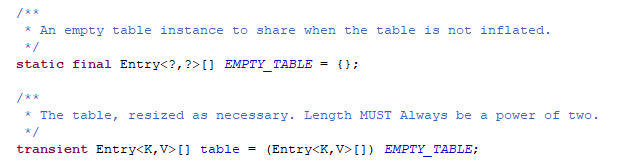 /**
 * An empty table instance to share when the table is not inflated.
 */
static final Entry<?,?>[] EMPTY_TABLE = {};

/**
 * The table, resized as necessary. Length MUST Always be a power of two.
 */
transient Entry<K,V>[] table = (Entry<K,V>[]) EMPTY_TABLE;